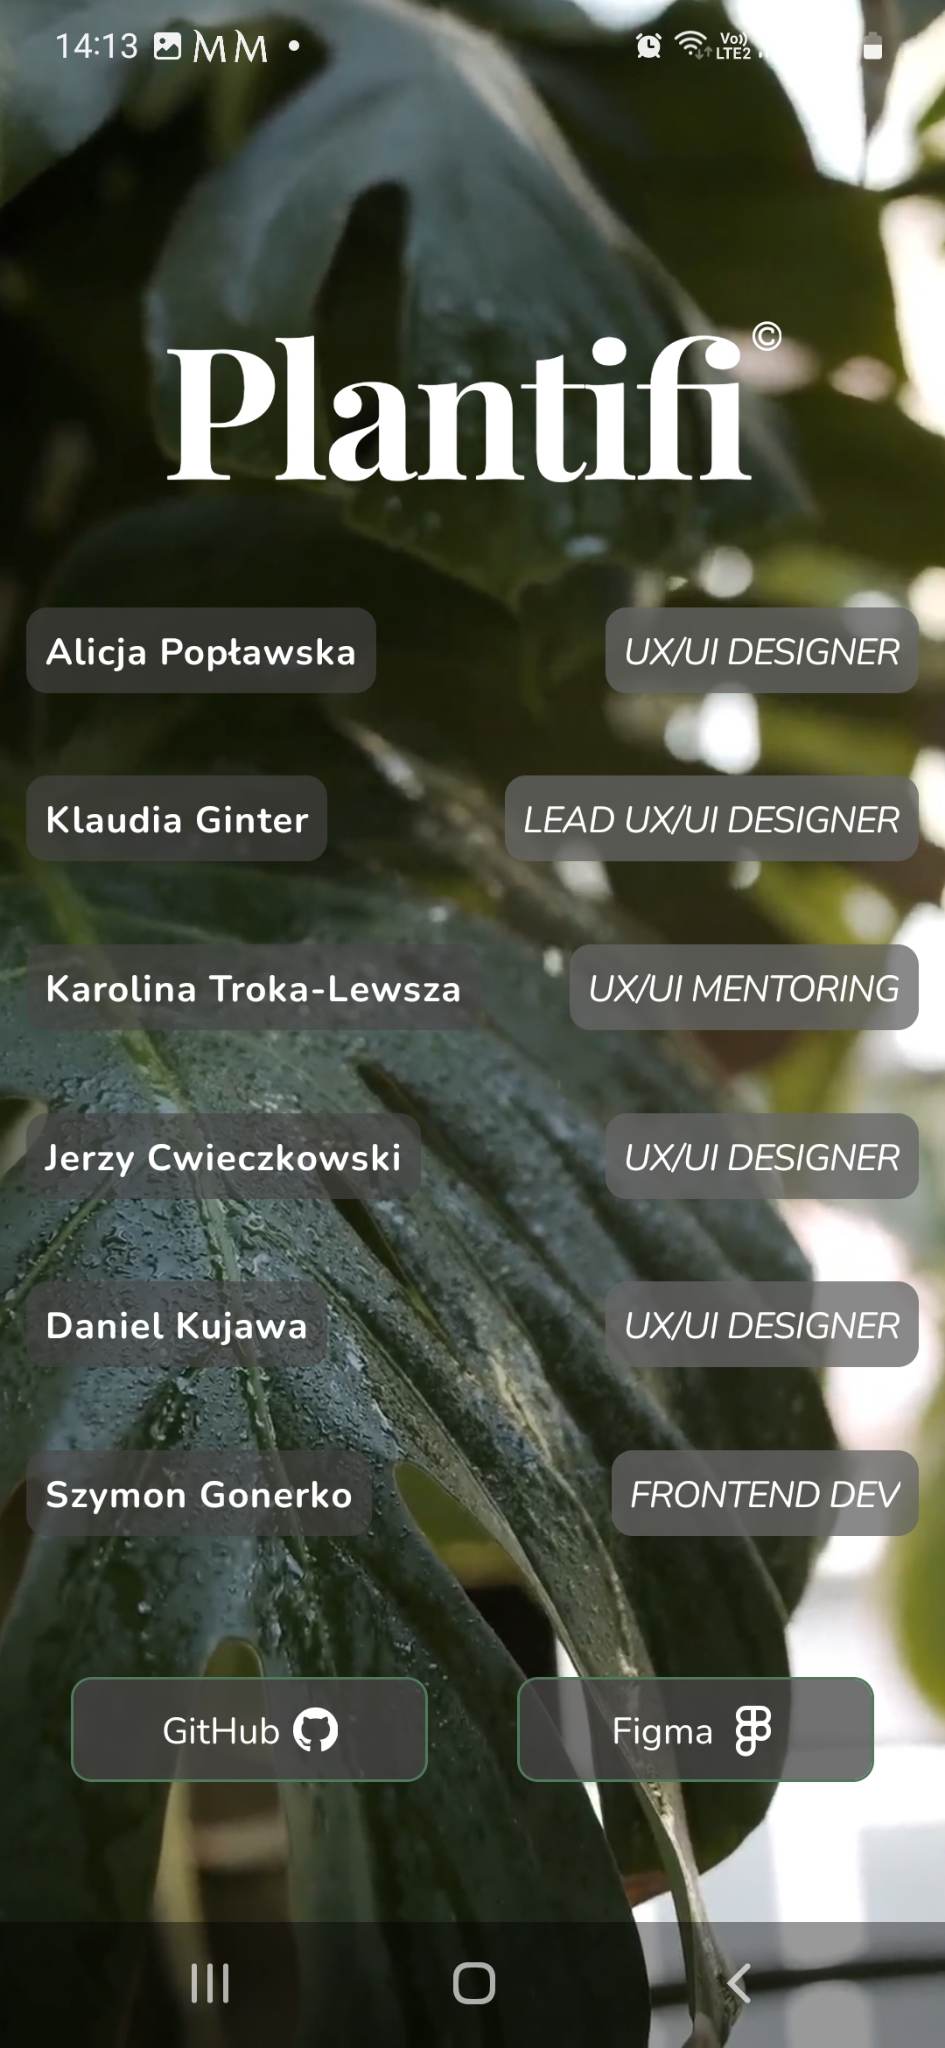 14:13 MM
Vo)) LTE2
Plantifi©
Alicja Popławska UX/UI DESIGNER
Klaudia Ginter LEAD UX/UI DESIGNER
Karolina Troka-Lewsza UX/UI MENTORING
Jerzy Cwieczkowski UX/UI DESIGNER
Daniel Kujawa UX/UI DESIGNER
Szymon Gonerko FRONTEND DEV
GitHub Figma